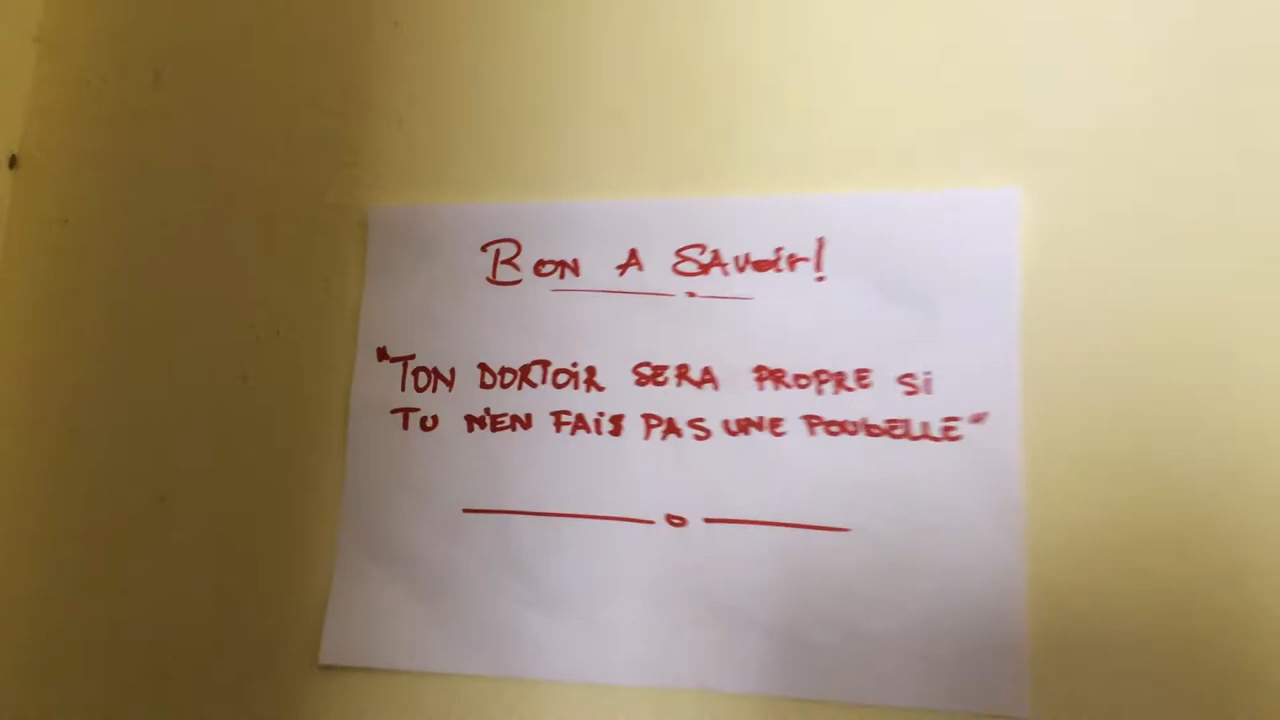 BON A SAVoir!
"TON DORTOiR SERA PROPRE Si
TU N'EN FAiS PAS UNE POUbELLE"